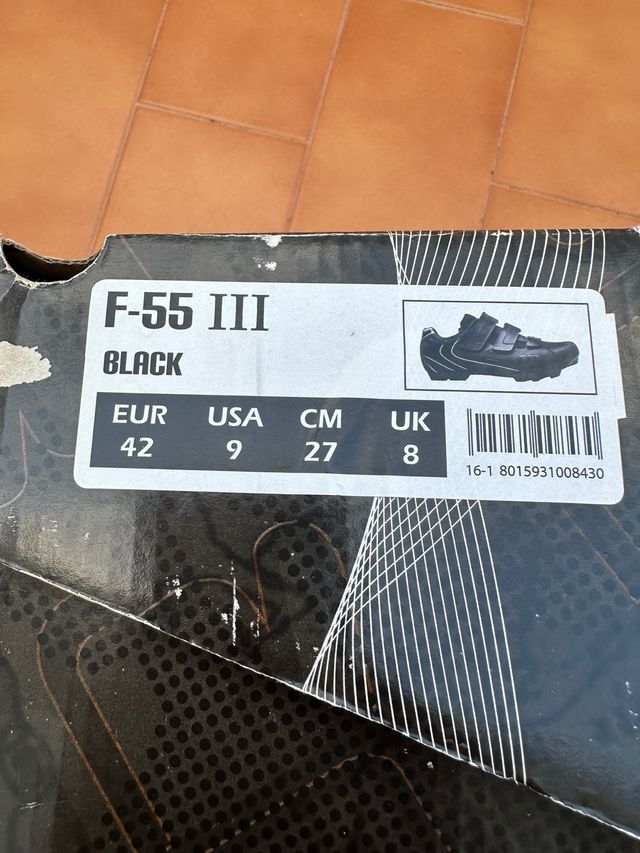 F-55 III
BLACK
EUR USA CM UK
42 9 27 8
16-1 8015931008430